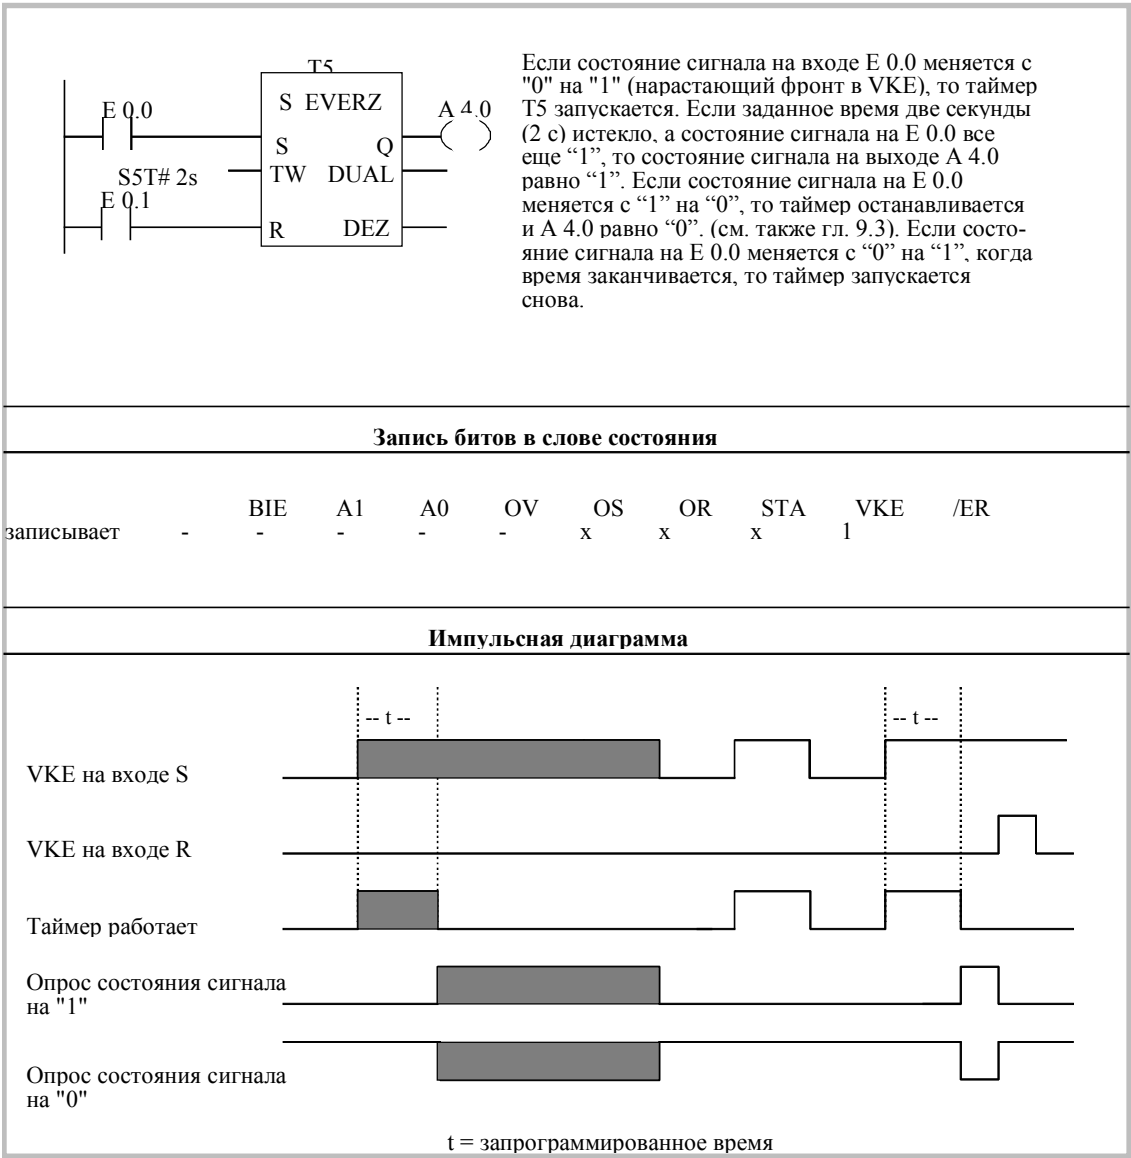 T5
S EVERZ
E 0.0
A 4.0
S
Q
S5T# 2s
TW DUAL
E 0.1
R
DEZ
Если состояние сигнала на входе E 0.0 меняется с
"0" на "1" (нарастающий фронт в VKE), то таймер
T5 запускается. Если заданное время две секунды
(2 с) истекло, а состояние сигнала на E 0.0 все
еще “1”, то состояние сигнала на выходе A 4.0
равно “1”. Если состояние сигнала на E 0.0
меняется с “1” на “0”, то таймер останавливается
и A 4.0 равно “0”. (см. также гл. 9.3). Если состо-
яние сигнала на E 0.0 меняется с “0” на “1”, когда
время заканчивается, то таймер запускается
снова.
Запись битов в слове состояния
BIE A1 A0 OV OS OR STA VKE /ER
записывает - - - - - x x x 1
Импульсная диаграмма
-- t -- -- t --
VKE на входе S
VKE на входе R
Таймер работает
Опрос состояния сигнала
на "1"
Опрос состояния сигнала
на "0"
t = запрограммированное время